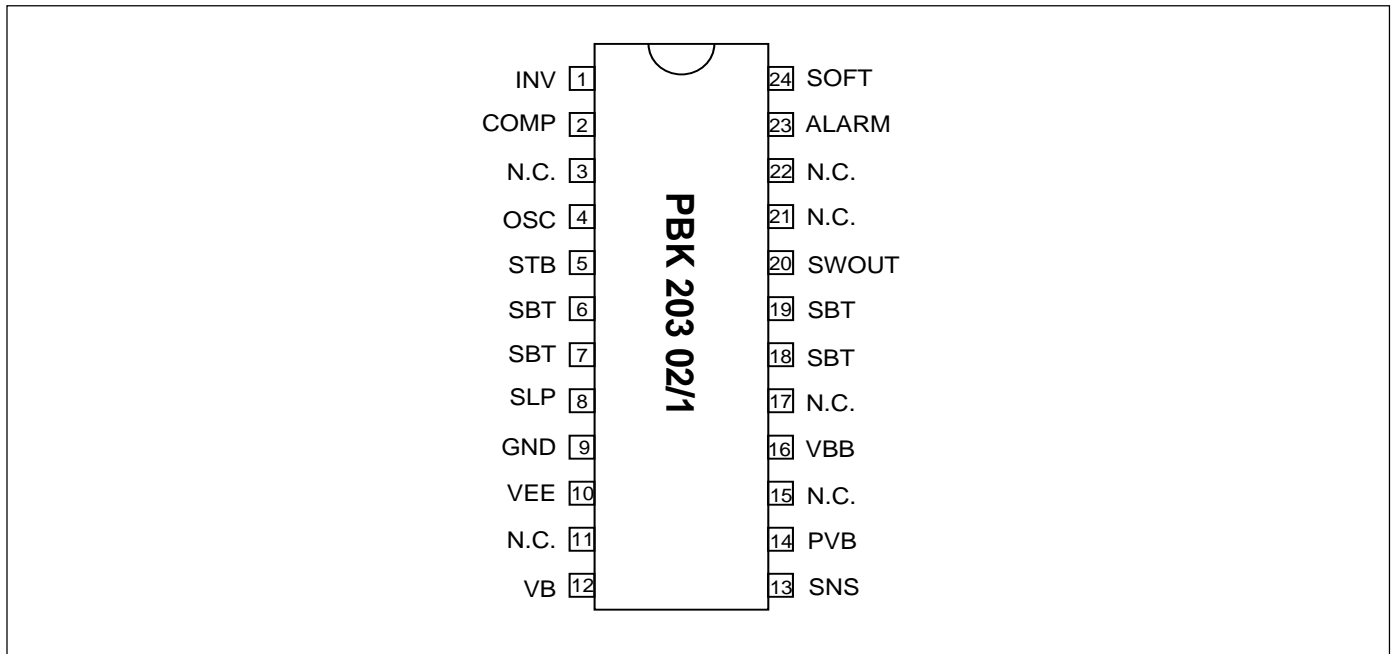 INV 1
COMP 2
N.C. 3
OSC 4
STB 5
SBT 6
SBT 7
SLP 8
GND 9
VEE 10
N.C. 11
VB 12
PBK 203 02/1
24 SOFT
23 ALARM
22 N.C.
21 N.C.
20 SWOUT
19 SBT
18 SBT
17 N.C.
16 VBB
15 N.C.
14 PVB
13 SNS